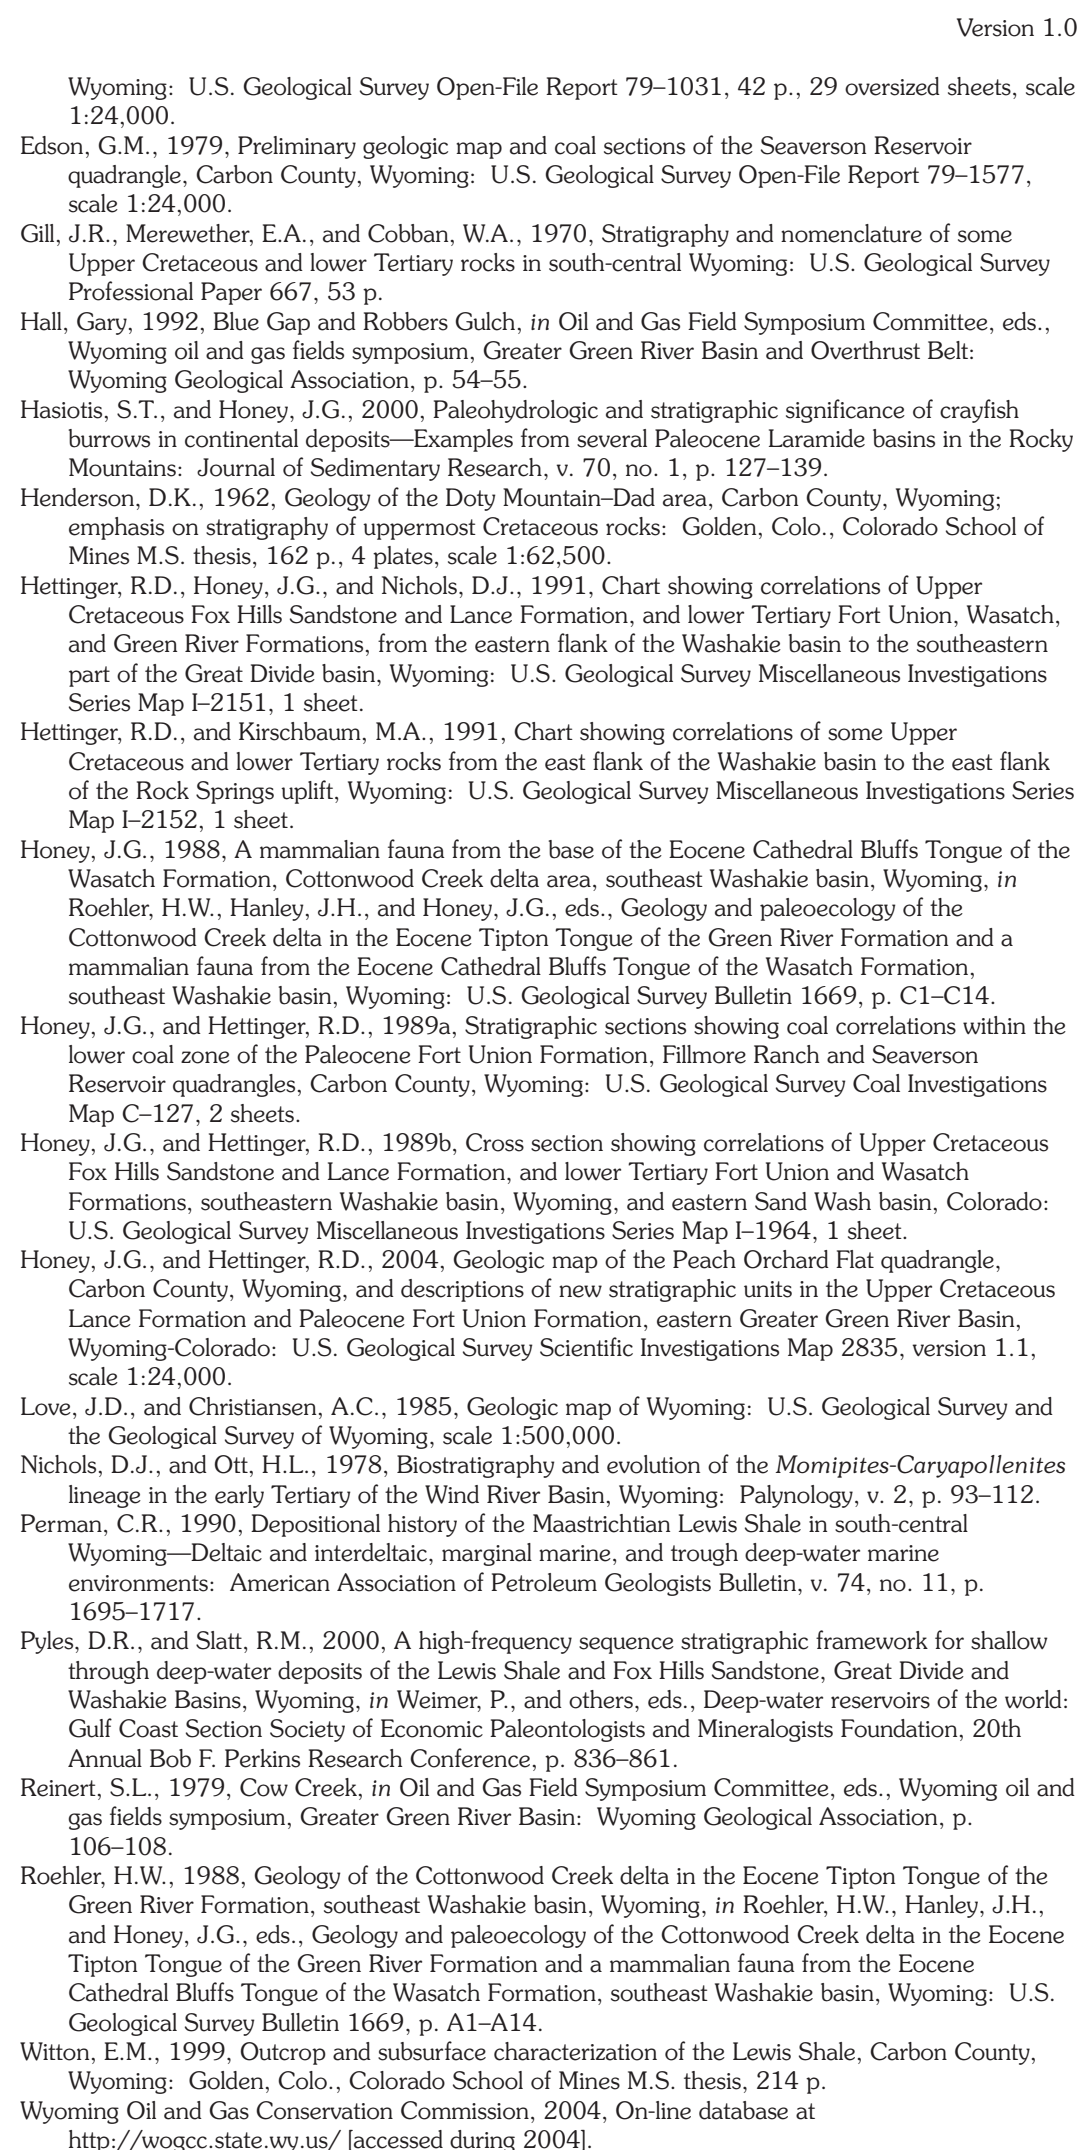 Version 1.0
Wyoming: U.S. Geological Survey Open-File Report 79–1031, 42 p., 29 oversized sheets, scale
1:24,000.
Edson, G.M., 1979, Preliminary geologic map and coal sections of the Seaverson Reservoir
quadrangle, Carbon County, Wyoming: U.S. Geological Survey Open-File Report 79–1577,
scale 1:24,000.
Gill, J.R., Merewether, E.A., and Cobban, W.A., 1970, Stratigraphy and nomenclature of some
Upper Cretaceous and lower Tertiary rocks in south-central Wyoming: U.S. Geological Survey
Professional Paper 667, 53 p.
Hall, Gary, 1992, Blue Gap and Robbers Gulch, in Oil and Gas Field Symposium Committee, eds.,
Wyoming oil and gas fields symposium, Greater Green River Basin and Overthrust Belt:
Wyoming Geological Association, p. 54–55.
Hasiotis, S.T., and Honey, J.G., 2000, Paleohydrologic and stratigraphic significance of crayfish
burrows in continental deposits—Examples from several Paleocene Laramide basins in the Rocky
Mountains: Journal of Sedimentary Research, v. 70, no. 1, p. 127–139.
Henderson, D.K., 1962, Geology of the Doty Mountain–Dad area, Carbon County, Wyoming;
emphasis on stratigraphy of uppermost Cretaceous rocks: Golden, Colo., Colorado School of
Mines M.S. thesis, 162 p., 4 plates, scale 1:62,500.
Hettinger, R.D., Honey, J.G., and Nichols, D.J., 1991, Chart showing correlations of Upper
Cretaceous Fox Hills Sandstone and Lance Formation, and lower Tertiary Fort Union, Wasatch,
and Green River Formations, from the eastern flank of the Washakie basin to the southeastern
part of the Great Divide basin, Wyoming: U.S. Geological Survey Miscellaneous Investigations
Series Map I–2151, 1 sheet.
Hettinger, R.D., and Kirschbaum, M.A., 1991, Chart showing correlations of some Upper
Cretaceous and lower Tertiary rocks from the east flank of the Washakie basin to the east flank
of the Rock Springs uplift, Wyoming: U.S. Geological Survey Miscellaneous Investigations Series
Map I–2152, 1 sheet.
Honey, J.G., 1988, A mammalian fauna from the base of the Eocene Cathedral Bluffs Tongue of the
Wasatch Formation, Cottonwood Creek delta area, southeast Washakie basin, Wyoming, in
Roehler, H.W., Hanley, J.H., and Honey, J.G., eds., Geology and paleoecology of the
Cottonwood Creek delta in the Eocene Tipton Tongue of the Green River Formation and a
mammalian fauna from the Eocene Cathedral Bluffs Tongue of the Wasatch Formation,
southeast Washakie basin, Wyoming: U.S. Geological Survey Bulletin 1669, p. C1–C14.
Honey, J.G., and Hettinger, R.D., 1989a, Stratigraphic sections showing coal correlations within the
lower coal zone of the Paleocene Fort Union Formation, Fillmore Ranch and Seaverson
Reservoir quadrangles, Carbon County, Wyoming: U.S. Geological Survey Coal Investigations
Map C–127, 2 sheets.
Honey, J.G., and Hettinger, R.D., 1989b, Cross section showing correlations of Upper Cretaceous
Fox Hills Sandstone and Lance Formation, and lower Tertiary Fort Union and Wasatch
Formations, southeastern Washakie basin, Wyoming, and eastern Sand Wash basin, Colorado:
U.S. Geological Survey Miscellaneous Investigations Series Map I–1964, 1 sheet.
Honey, J.G., and Hettinger, R.D., 2004, Geologic map of the Peach Orchard Flat quadrangle,
Carbon County, Wyoming, and descriptions of new stratigraphic units in the Upper Cretaceous
Lance Formation and Paleocene Fort Union Formation, eastern Greater Green River Basin,
Wyoming-Colorado: U.S. Geological Survey Scientific Investigations Map 2835, version 1.1,
scale 1:24,000.
Love, J.D., and Christiansen, A.C., 1985, Geologic map of Wyoming: U.S. Geological Survey and
the Geological Survey of Wyoming, scale 1:500,000.
Nichols, D.J., and Ott, H.L., 1978, Biostratigraphy and evolution of the Momipites-Caryapollenites
lineage in the early Tertiary of the Wind River Basin, Wyoming: Palynology, v. 2, p. 93–112.
Perman, C.R., 1990, Depositional history of the Maastrichtian Lewis Shale in south-central
Wyoming—Deltaic and interdeltaic, marginal marine, and trough deep-water marine
environments: American Association of Petroleum Geologists Bulletin, v. 74, no. 11, p.
1695–1717.
Pyles, D.R., and Slatt, R.M., 2000, A high-frequency sequence stratigraphic framework for shallow
through deep-water deposits of the Lewis Shale and Fox Hills Sandstone, Great Divide and
Washakie Basins, Wyoming, in Weimer, P., and others, eds., Deep-water reservoirs of the world:
Gulf Coast Section Society of Economic Paleontologists and Mineralogists Foundation, 20th
Annual Bob F. Perkins Research Conference, p. 836–861.
Reinert, S.L., 1979, Cow Creek, in Oil and Gas Field Symposium Committee, eds., Wyoming oil and
gas fields symposium, Greater Green River Basin: Wyoming Geological Association, p.
106–108.
Roehler, H.W., 1988, Geology of the Cottonwood Creek delta in the Eocene Tipton Tongue of the
Green River Formation, southeast Washakie basin, Wyoming, in Roehler, H.W., Hanley, J.H.,
and Honey, J.G., eds., Geology and paleoecology of the Cottonwood Creek delta in the Eocene
Tipton Tongue of the Green River Formation and a mammalian fauna from the Eocene
Cathedral Bluffs Tongue of the Wasatch Formation, southeast Washakie basin, Wyoming: U.S.
Geological Survey Bulletin 1669, p. A1–A14.
Witton, E.M., 1999, Outcrop and subsurface characterization of the Lewis Shale, Carbon County,
Wyoming: Golden, Colo., Colorado School of Mines M.S. thesis, 214 p.
Wyoming Oil and Gas Conservation Commission, 2004, On-line database at
http://wogcc.state.wy.us/ [accessed during 2004].